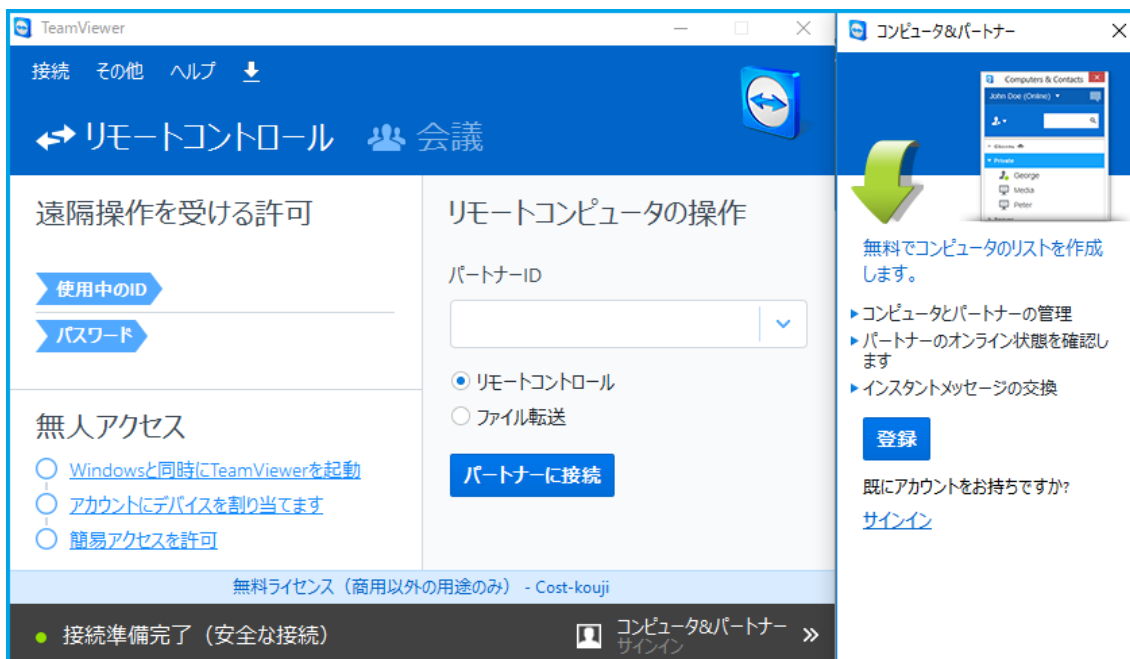 TeamViewer
接続 その他 ヘルプ
リモートコントロール 会議
遠隔操作を受ける許可
使用中のID
パスワード
無人アクセス
Windowsと同時にTeamViewerを起動
アカウントにデバイスを割り当てます
簡易アクセスを許可
リモートコンピュータの操作
パートナーID
リモートコントロール
ファイル転送
パートナーに接続
無料ライセンス（商用以外の用途のみ） - Cost-kouji
接続準備完了（安全な接続）
コンピュータ&パートナー
サインイン
コンピュータ&パートナー
Computers & Contacts
John Doe (Online)
Private
George
Media
Peter
無料でコンピュータのリストを作成
します。
コンピュータとパートナーの管理
パートナーのオンライン状態を確認し
ます
インスタントメッセージの交換
登録
既にアカウントをお持ちですか?
サインイン